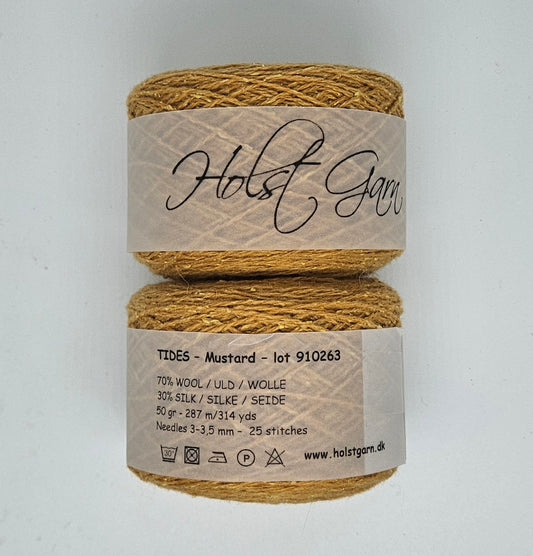 Holst Garn
TIDES - Mustard - lot 910263
70% WOOL / ULD / WOLLE
30% SILK / SILKE / SEIDE
50 gr - 287 m/314 yds
Needles 3-3,5 mm - 25 stitches
30° P www.holstgarn.dk